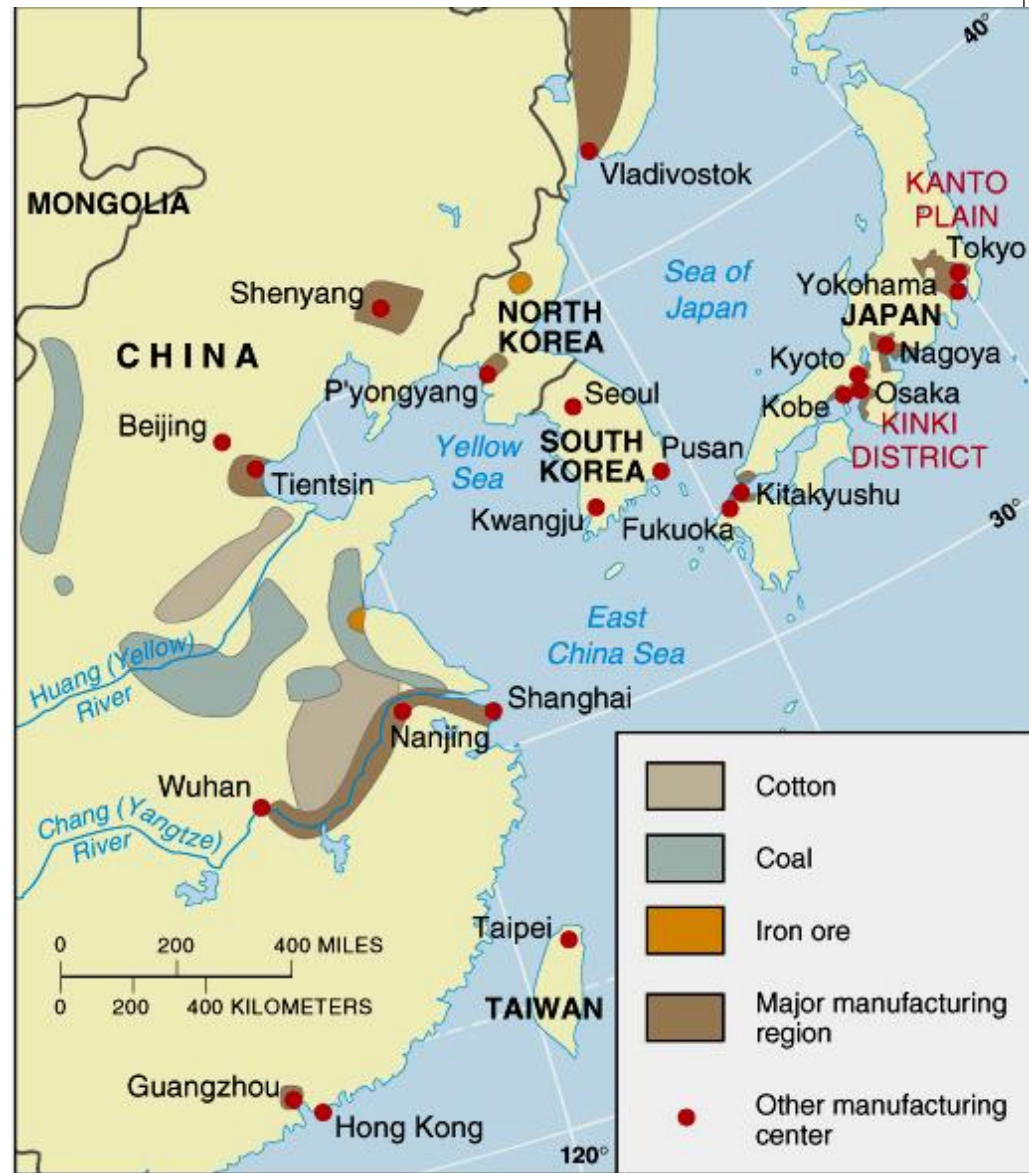 40°
Vladivostok
MONGOLIA
KANTO
PLAIN
Tokyo
Yokohama
Sea of
Japan
JAPAN
Shenyang
NORTH
KOREA
Nagoya
CHINA
Kyoto
P'yongyang
Seoul
Osaka
Kobe
KINKI
DISTRICT
Beijing
Yellow
Sea
SOUTH
KOREA
Pusan
Tientsin
Kitakyushu
Kwangju
Fukuoka
30°
East
China Sea
Huang (Yellow)
River
Shanghai
Nanjing
Wuhan
Chang (Yangtze)
River
Taipei
TAIWAN
0 200 400 MILES
0 200 400 KILOMETERS
Guangzhou
Hong Kong
120°
Cotton
Coal
Iron ore
Major manufacturing
region
Other manufacturing
center